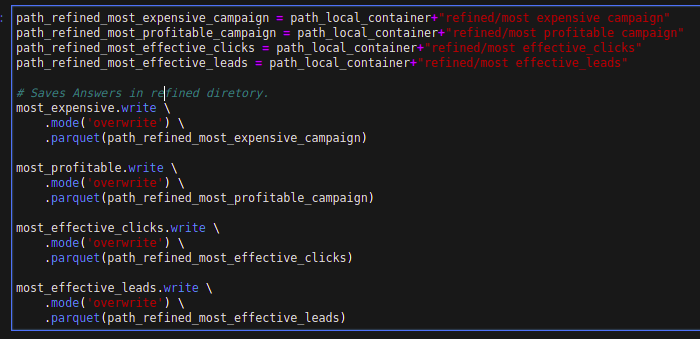 path_refined_most_expensive_campaign = path_local_container+"refined/most expensive campaign"
path_refined_most_profitable_campaign = path_local_container+"refined/most profitable campaign"
path_refined_most_effective_clicks = path_local_container+"refined/most effective_clicks"
path_refined_most_effective_leads = path_local_container+"refined/most effective_leads"

# Saves Answers in refined diretory.
most_expensive.write \
    .mode('overwrite') \
    .parquet(path_refined_most_expensive_campaign)

most_profitable.write \
    .mode('overwrite') \
    .parquet(path_refined_most_profitable_campaign)

most_effective_clicks.write \
    .mode('overwrite') \
    .parquet(path_refined_most_effective_clicks)

most_effective_leads.write \
    .mode('overwrite') \
    .parquet(path_refined_most_effective_leads)